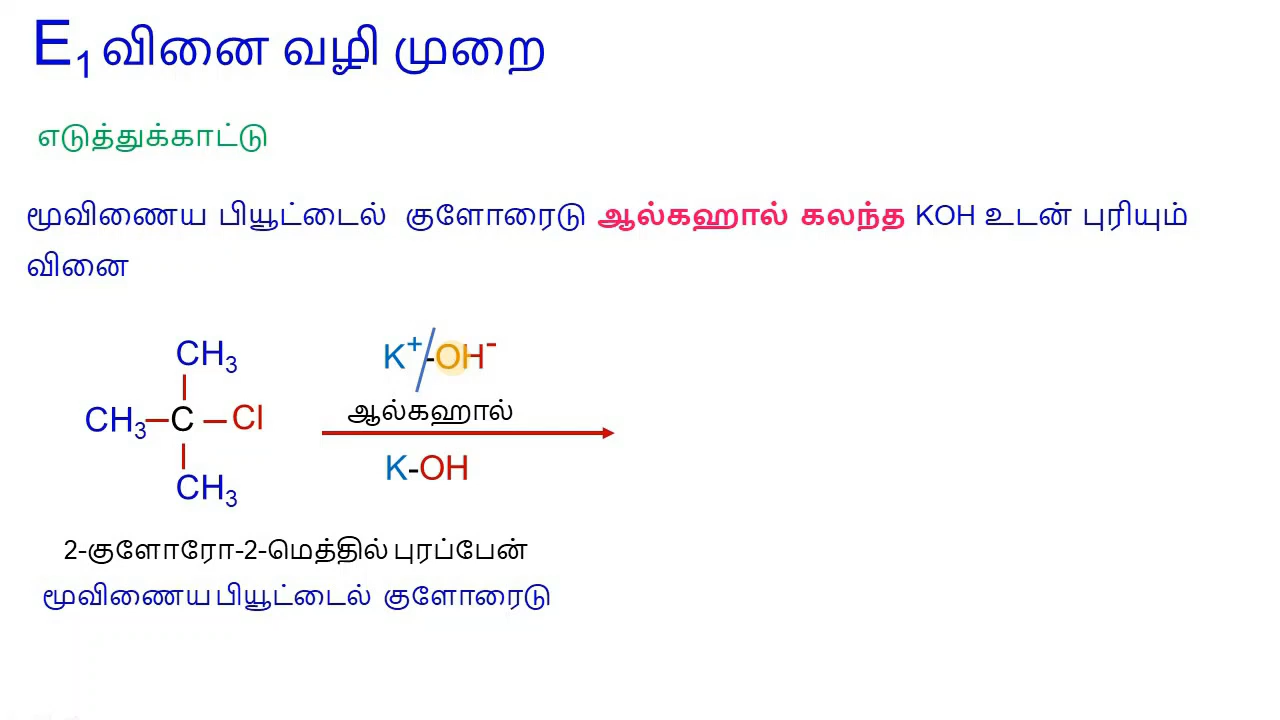 E₁ வினை வழி முறை
எடுத்துக்காட்டு
மூவிணைய பியூட்டைல் குளோரைடு ஆல்கஹால் கலந்த KOH உடன் புரியும்
வினை
CH₃
K⁺-OH⁻
ஆல்கஹால்
CH₃–C–Cl
K-OH
CH₃
2-குளோரோ-2-மெத்தில் புரப்பேன்
மூவிணைய பியூட்டைல் குளோரைடு